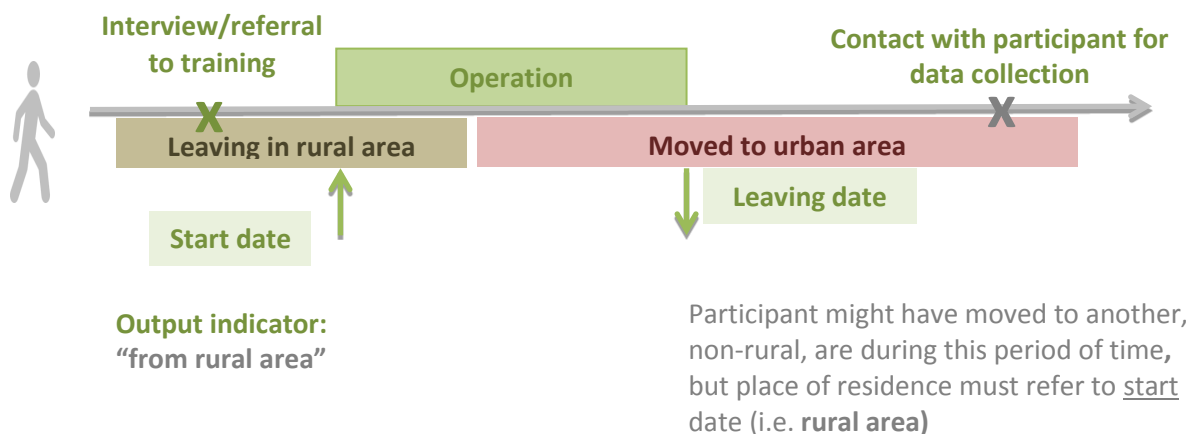 Interview/referral
to training
Operation
Contact with participant for
data collection
X
X
Leaving in rural area
Moved to urban area
Start date
Leaving date
Output indicator:
“from rural area”
Participant might have moved to another,
non-rural, are during this period of time,
but place of residence must refer to start
date (i.e. rural area)